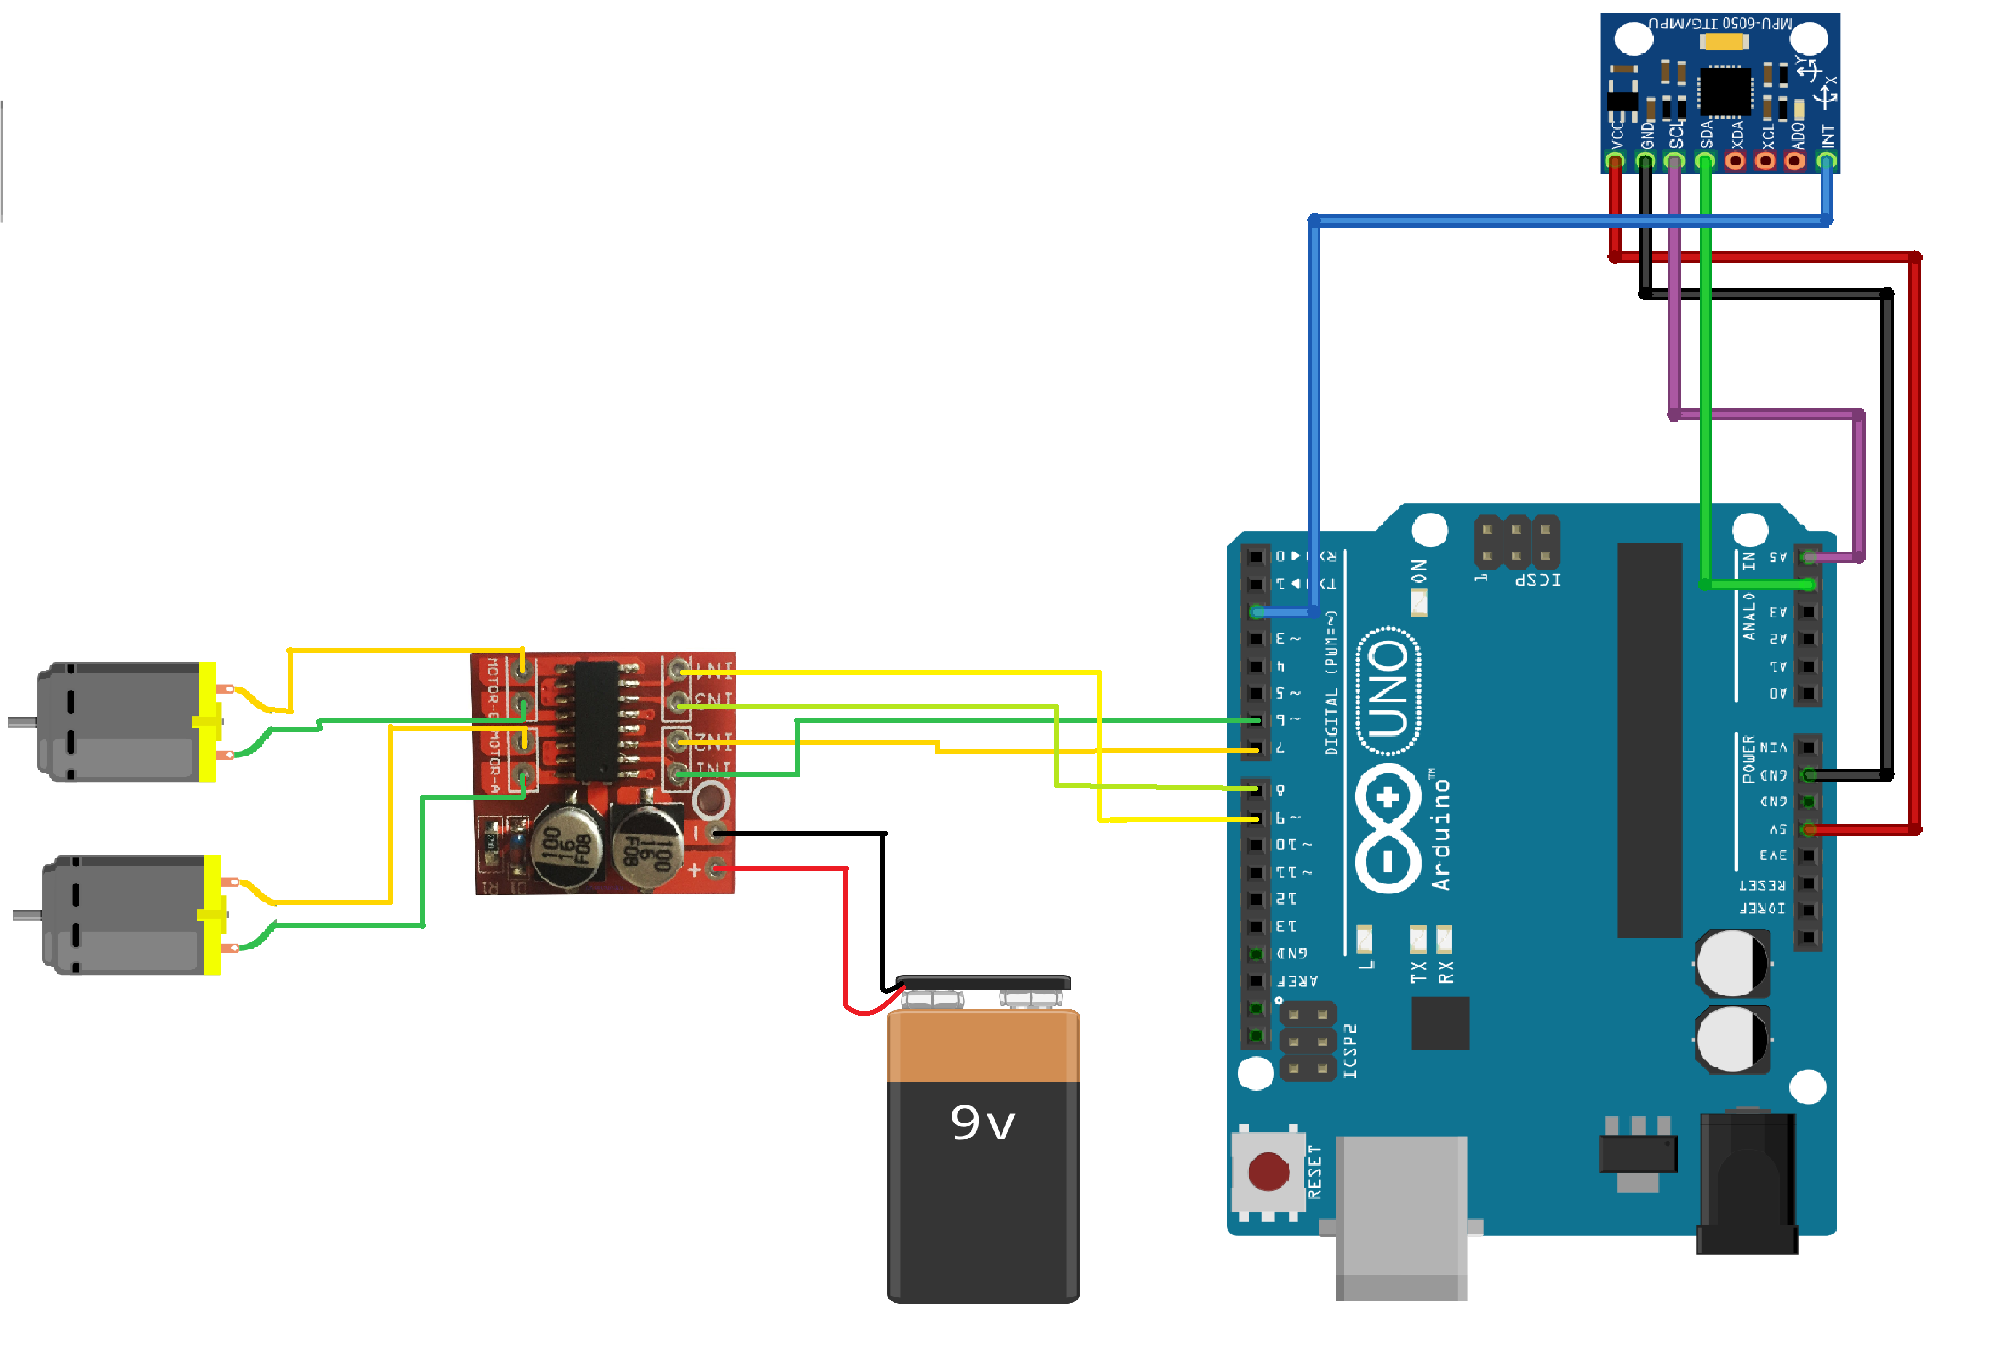 MPU-6050 ITG/MPU
Y
X
VCC
GND
SCL
SDA
XDA
XCL
ADO
INT
MOTOR-B
MOTOR-A
IN3
IN2
IN1
-
+
R1
D1
100
16
F08
100
16
F08
9v
0
RX
1
TX
~ 3
4
~ 5
~ 6
7
8
~ 9
~ 10
~ 11
12
13
GND
AREF
DIGITAL (PWM=~)
ON
1
ICSP
UNO
Arduino™
L
TX
RX
ICSP2
RESET
ANALOG IN
A5
A3
A2
A1
A0
POWER
VIN
GND
GND
5V
3V3
RESET
IOREF